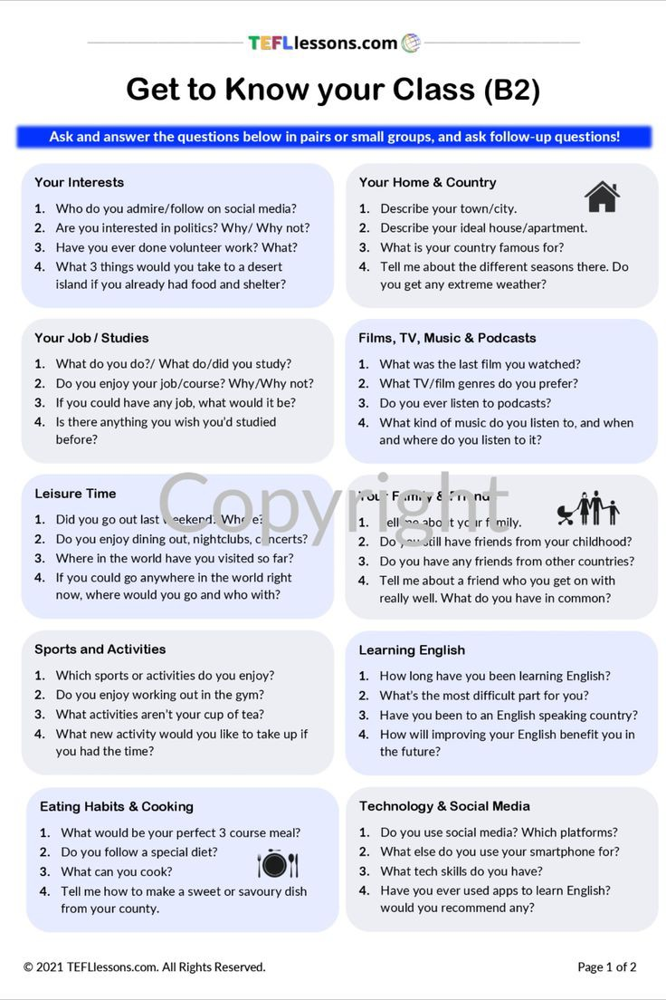 TEFLlessons.com
Get to Know your Class (B2)
Ask and answer the questions below in pairs or small groups, and ask follow-up questions!
Your Interests
1. Who do you admire/follow on social media?
2. Are you interested in politics? Why/ Why not?
3. Have you ever done volunteer work? What?
4. What 3 things would you take to a desert
island if you already had food and shelter?
Your Home & Country
1. Describe your town/city.
2. Describe your ideal house/apartment.
3. What is your country famous for?
4. Tell me about the different seasons there. Do
you get any extreme weather?
Your Job / Studies
1. What do you do?/ What do/did you study?
2. Do you enjoy your job/course? Why/Why not?
3. If you could have any job, what would it be?
4. Is there anything you wish you'd studied
before?
Films, TV, Music & Podcasts
1. What was the last film you watched?
2. What TV/film genres do you prefer?
3. Do you ever listen to podcasts?
4. What kind of music do you listen to, and when
and where do you listen to it?
Copyright
Leisure Time
1. Did you go out last weekend? Where?
2. Do you enjoy dining out, nightclubs, concerts?
3. Where in the world have you visited so far?
4. If you could go anywhere in the world right
now, where would you go and who with?
Your Family & Friends
1. Tell me about your family.
2. Do you still have friends from your childhood?
3. Do you have any friends from other countries?
4. Tell me about a friend who you get on with
really well. What do you have in common?
Sports and Activities
1. Which sports or activities do you enjoy?
2. Do you enjoy working out in the gym?
3. What activities aren't your cup of tea?
4. What new activity would you like to take up if
you had the time?
Learning English
1. How long have you been learning English?
2. What's the most difficult part for you?
3. Have you been to an English speaking country?
4. How will improving your English benefit you in
the future?
Eating Habits & Cooking
1. What would be your perfect 3 course meal?
2. Do you follow a special diet?
3. What can you cook?
4. Tell me how to make a sweet or savoury dish
from your county.
Technology & Social Media
1. Do you use social media? Which platforms?
2. What else do you use your smartphone for?
3. What tech skills do you have?
4. Have you ever used apps to learn English?
would you recommend any?
© 2021 TEFLlessons.com. All Rights Reserved.
Page 1 of 2